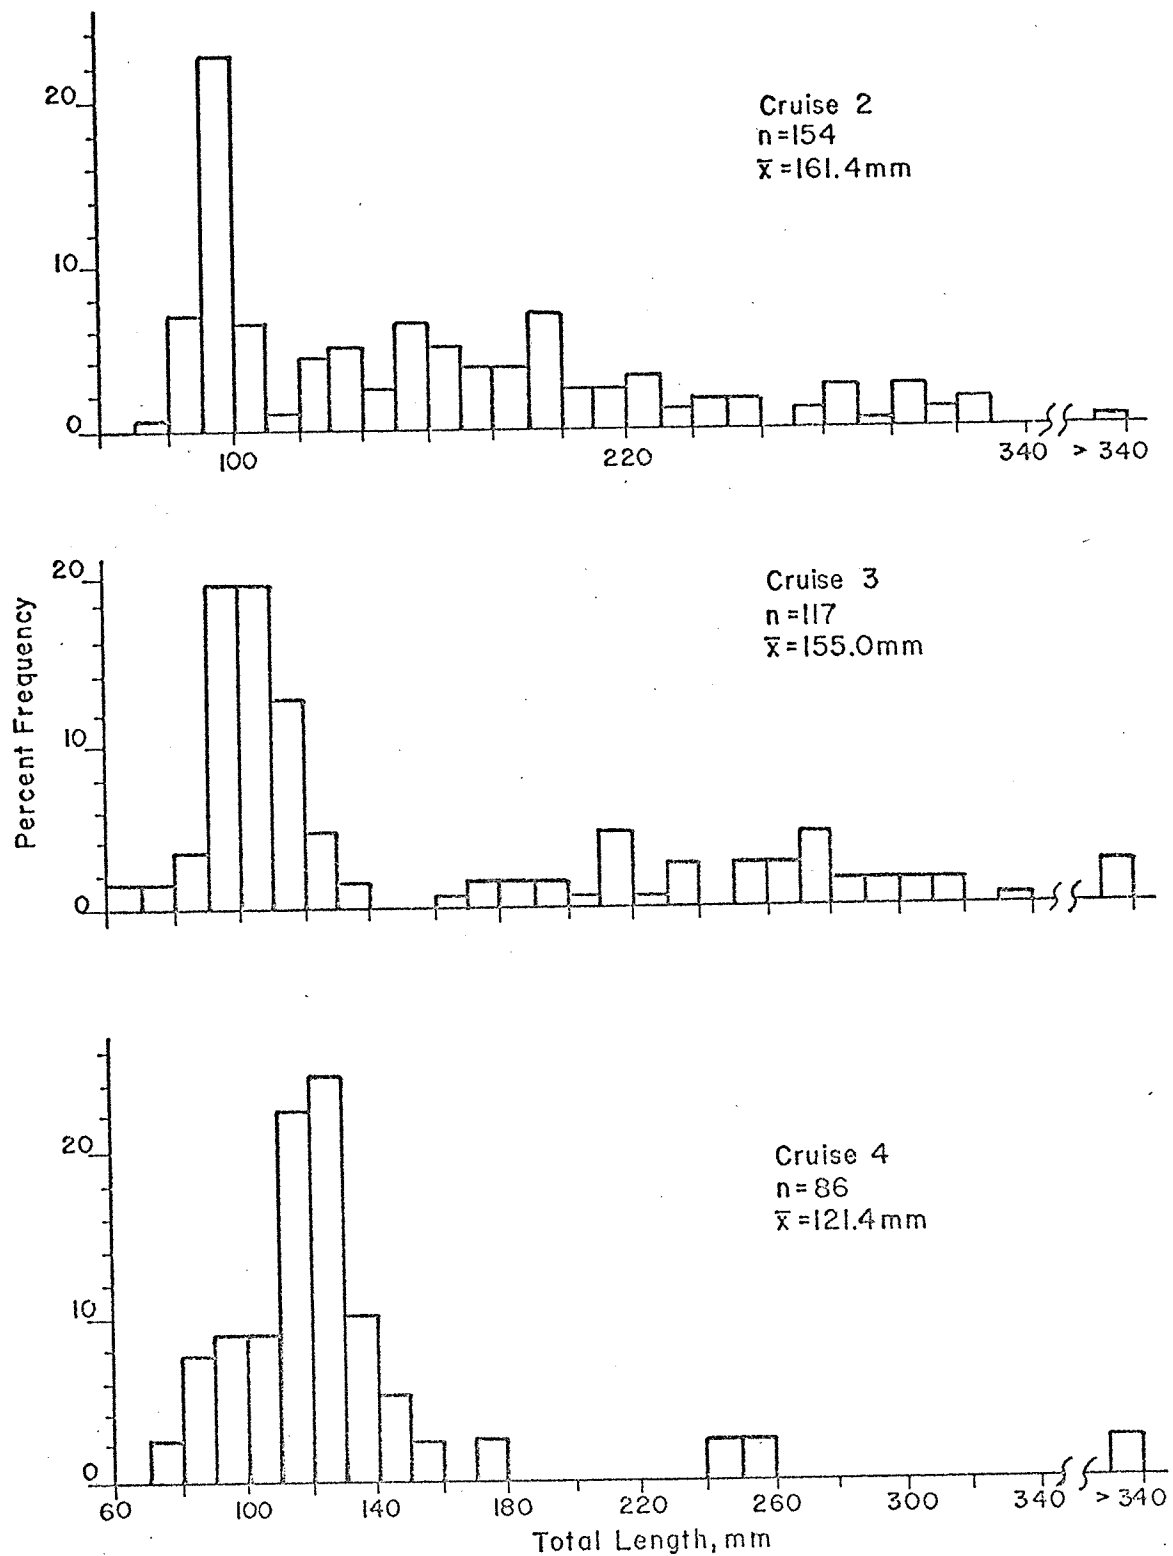 20
10
0
Cruise 2
n=154
x̄=161.4mm
100 220 340 > 340
Percent Frequency
20
10
0
Cruise 3
n=117
x̄=155.0mm
20
10
0
Cruise 4
n=86
x̄=121.4mm
60 100 140 180 220 260 300 340 > 340
Total Length, mm